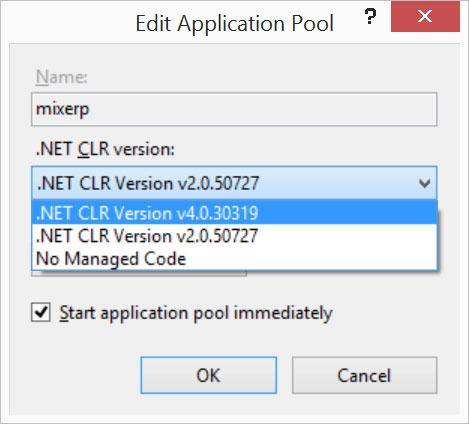 Edit Application Pool
?
Name:
mixerp
.NET CLR version:
.NET CLR Version v2.0.50727
.NET CLR Version v4.0.30319
.NET CLR Version v2.0.50727
No Managed Code
Start application pool immediately
OK
Cancel